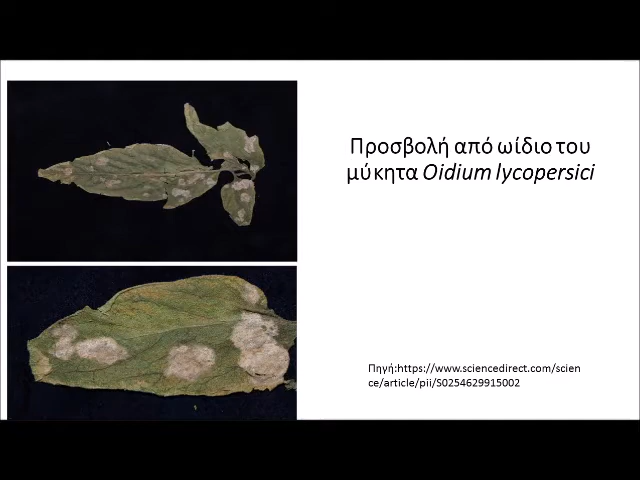 Προσβολή από ωίδιο του
μύκητα Oidium lycopersici
Πηγή:https://www.sciencedirect.com/scien
ce/article/pii/S0254629915002